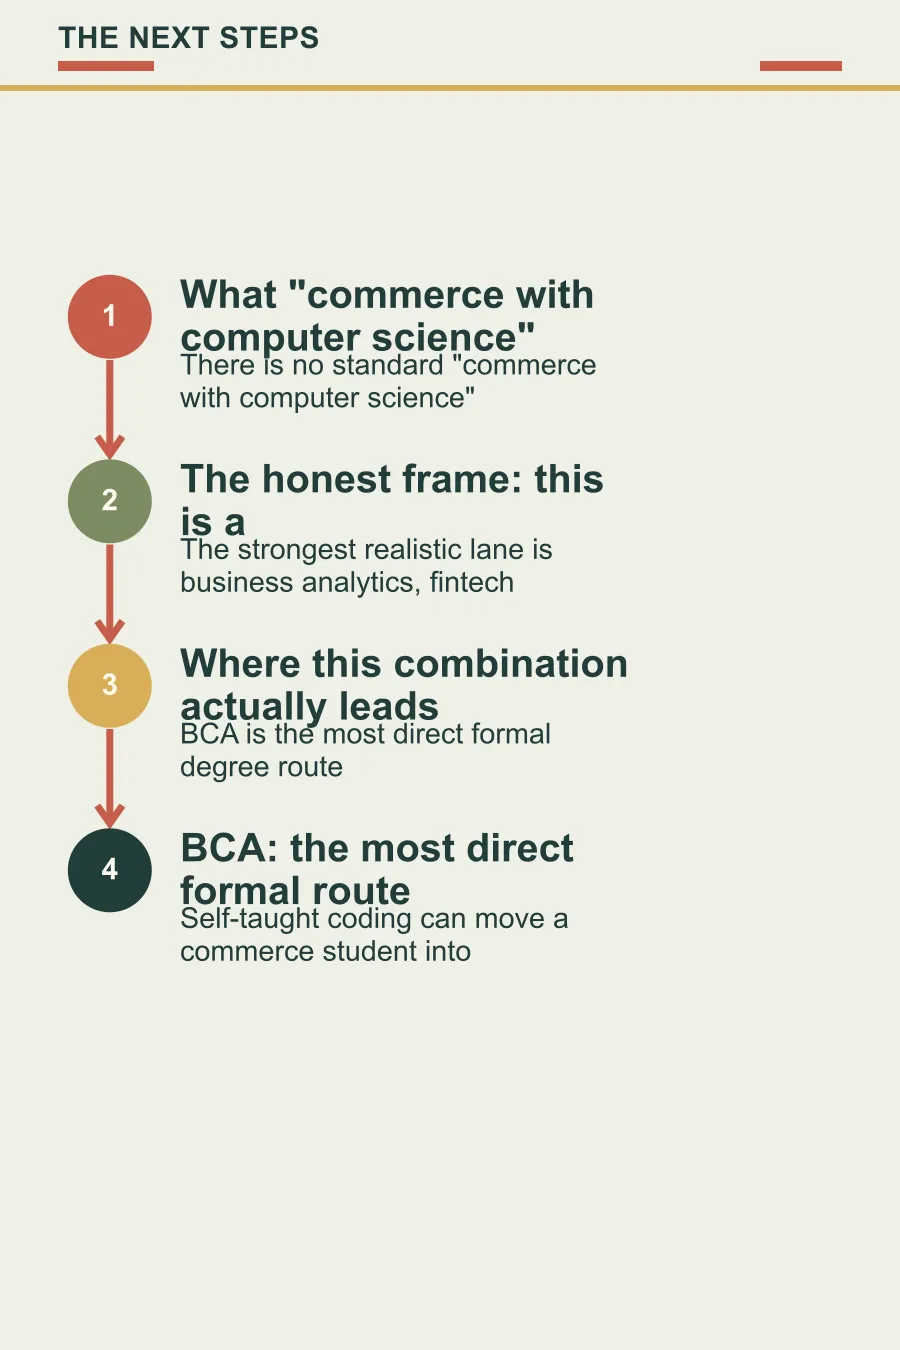 THE NEXT STEPS
1
What "commerce with
computer science"
There is no standard "commerce
with computer science"
2
The honest frame: this
is a
The strongest realistic lane is
business analytics, fintech
3
Where this combination
actually leads
BCA is the most direct formal
degree route
4
BCA: the most direct
formal route
Self-taught coding can move a
commerce student into